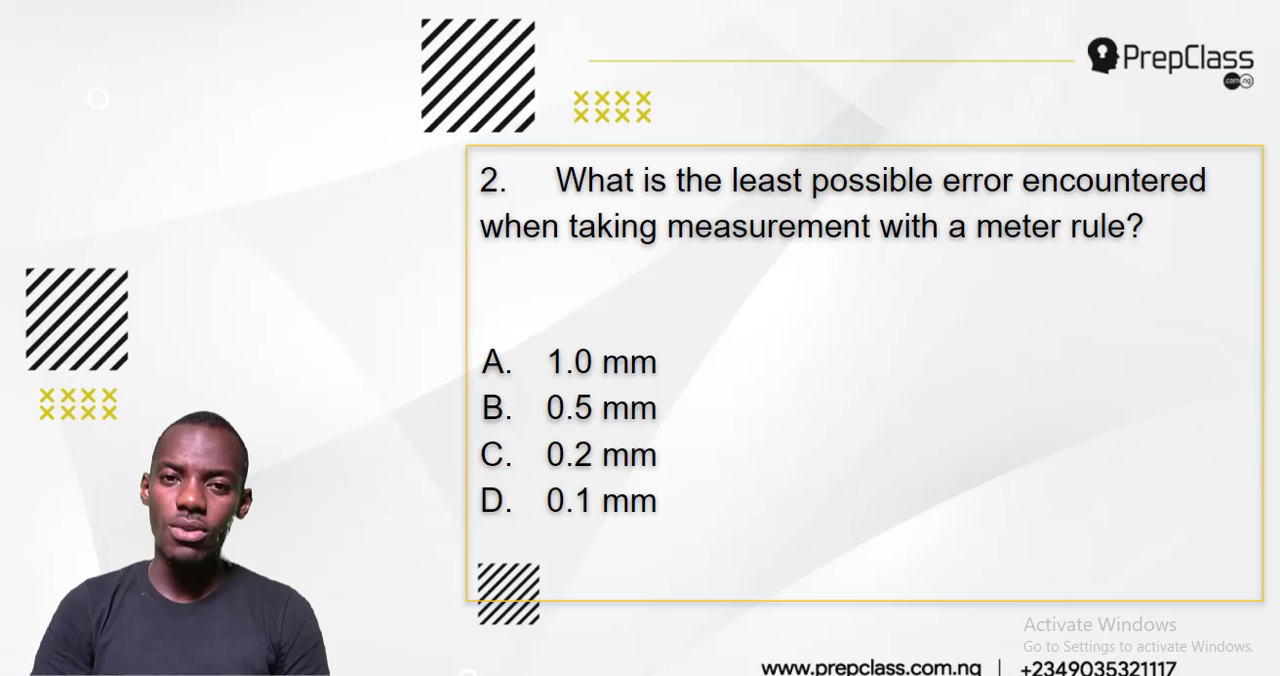 PrepClass
.com.ng
2. What is the least possible error encountered
when taking measurement with a meter rule?
A. 1.0 mm
B. 0.5 mm
C. 0.2 mm
D. 0.1 mm
Activate Windows
Go to Settings to activate Windows.
www.prepclass.com.ng | +2349035321117